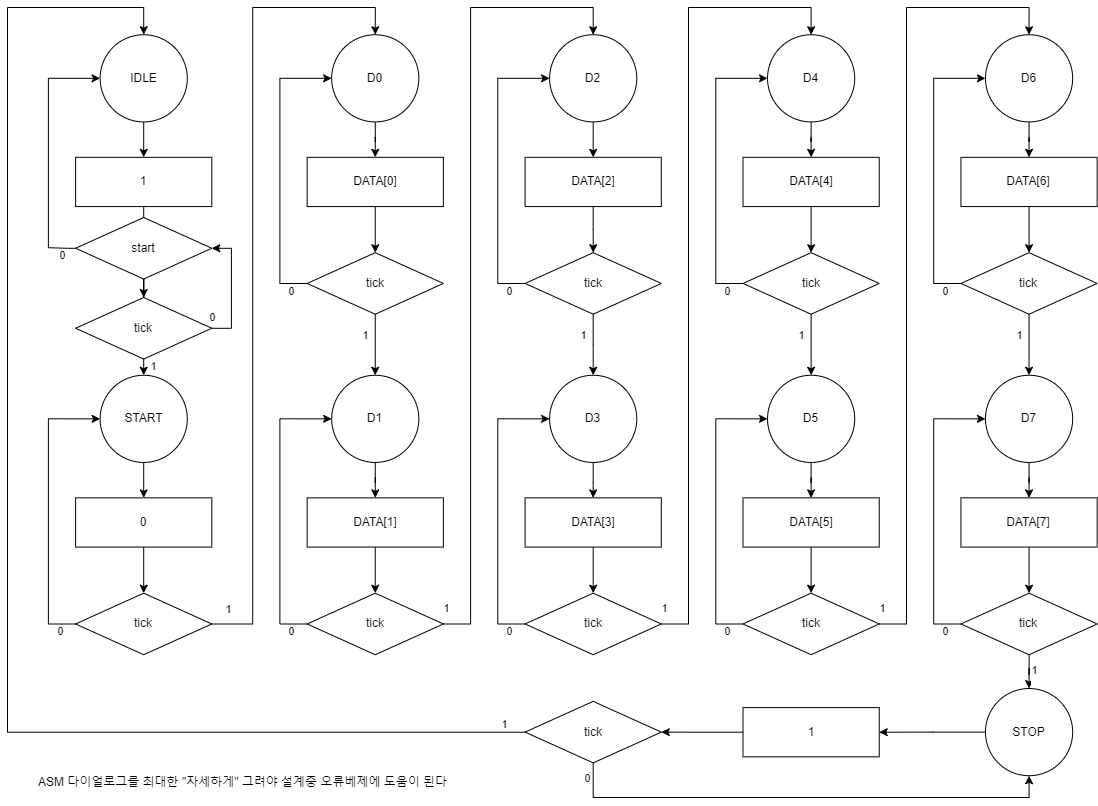 IDLE
1
start
0
tick
0
1
START
0
tick
0
1
D0
DATA[0]
tick
0
1
D1
DATA[1]
tick
0
1
D2
DATA[2]
tick
0
1
D3
DATA[3]
tick
0
1
D4
DATA[4]
tick
0
1
D5
DATA[5]
tick
0
1
D6
DATA[6]
tick
0
1
D7
DATA[7]
tick
0
1
STOP
1
tick
1
0
ASM 다이얼로그를 최대한 "자세하게" 그려야 설계중 오류베제에 도움이 된다